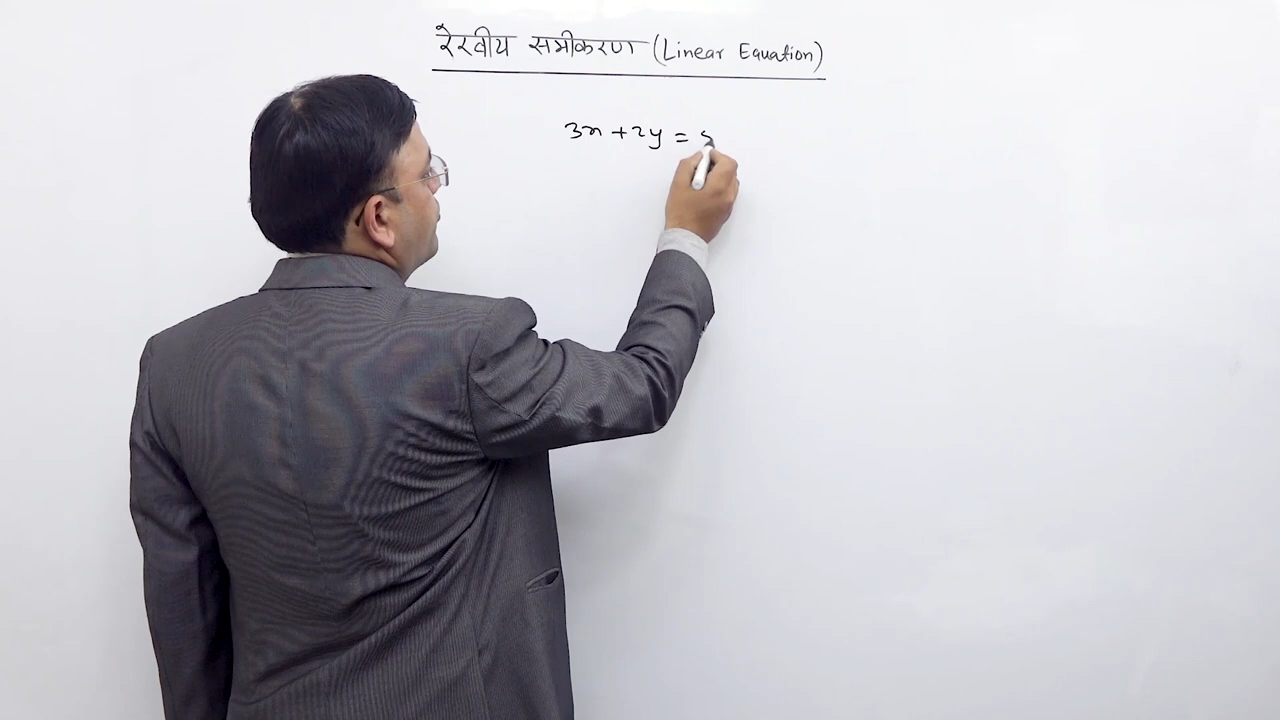 रेखीय समीकरण (Linear Equation)
3x + 2y =